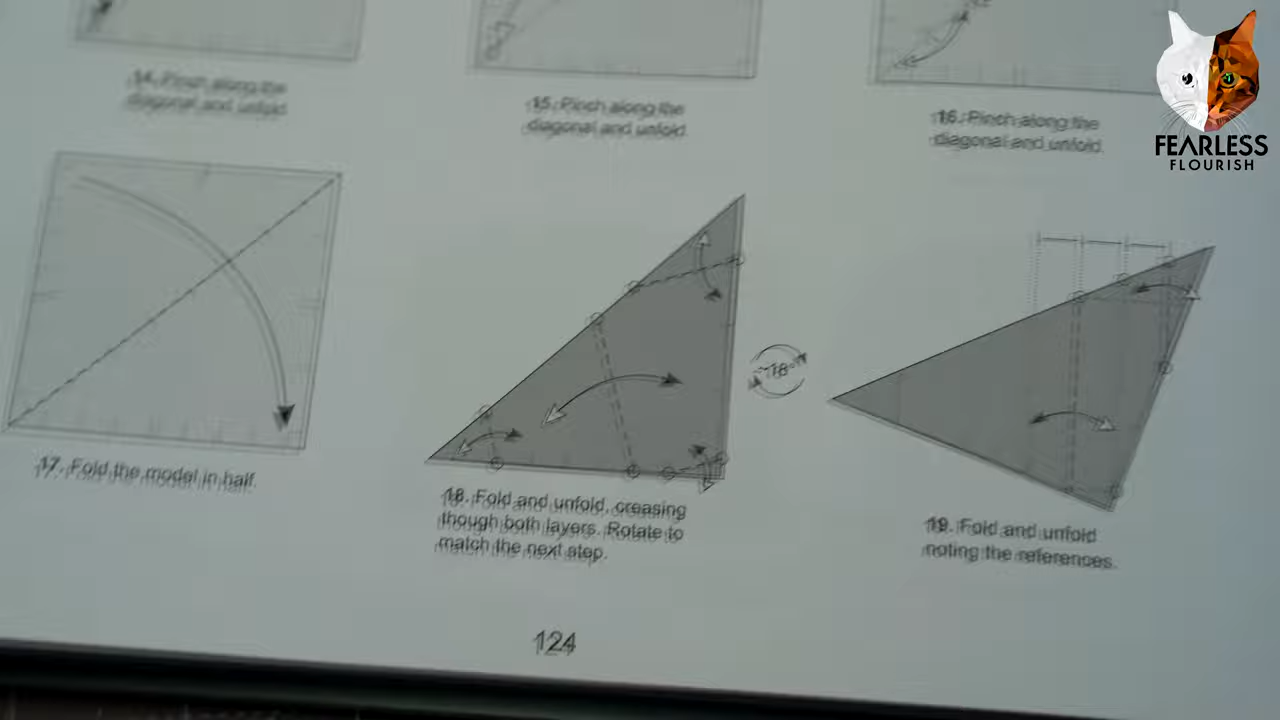 14. Pinch along the
diagonal and unfold
15. Pinch along the
diagonal and unfold.
16. Pinch along the
diagonal and unfold.
FEARLESS
FLOURISH
17. Fold the model in half.
18. Fold and unfold, creasing
though both layers. Rotate to
match the next step.
19. Fold and unfold
noting the references.
124